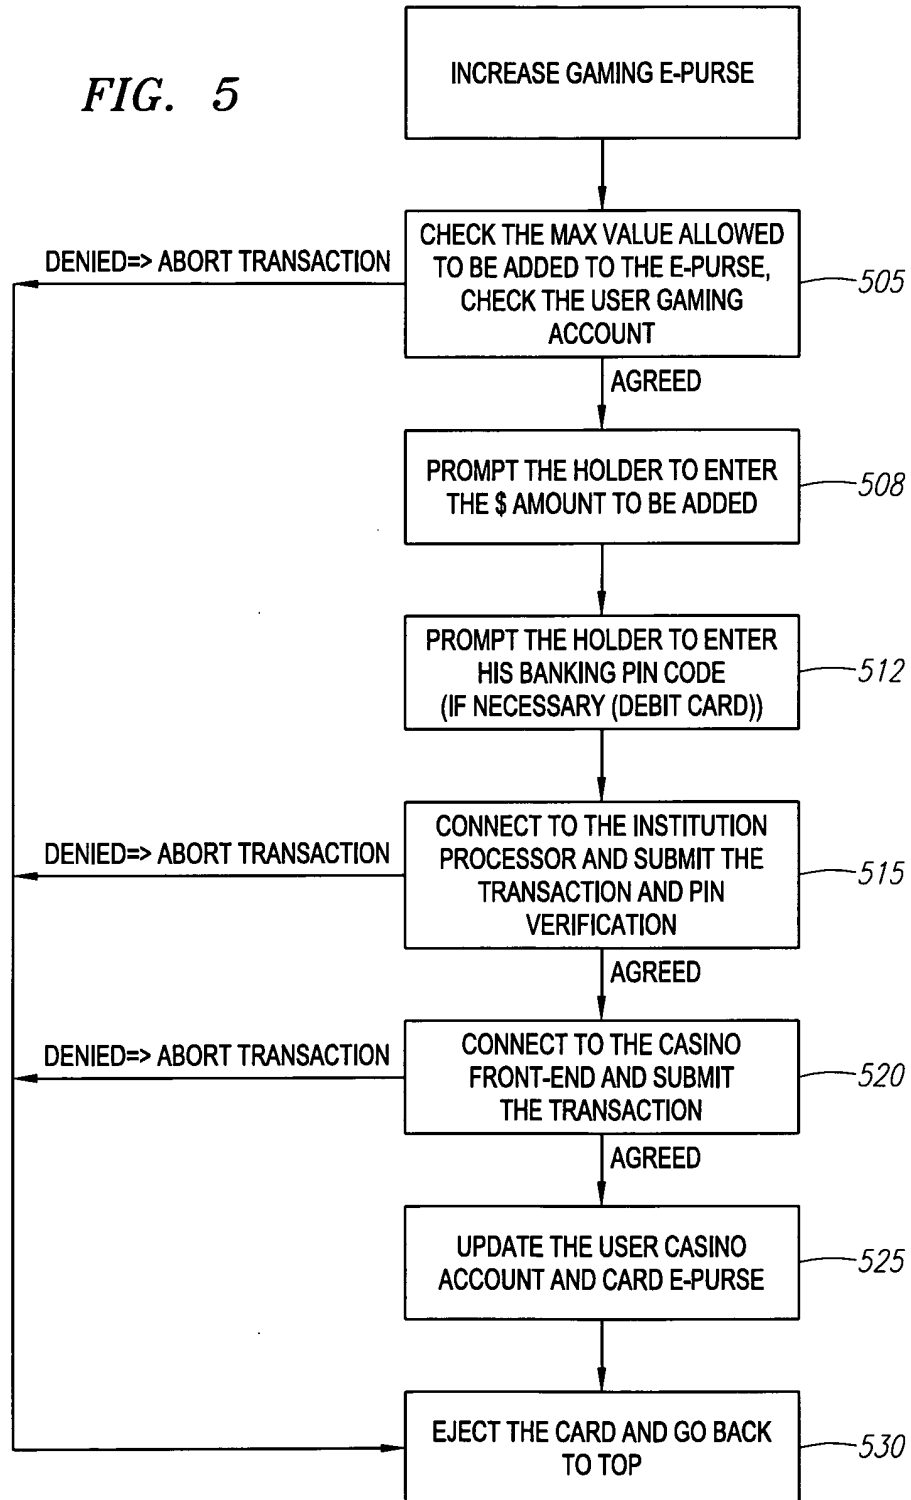 FIG. 5
INCREASE GAMING E-PURSE
CHECK THE MAX VALUE ALLOWED
TO BE ADDED TO THE E-PURSE,
CHECK THE USER GAMING
ACCOUNT
505
DENIED=> ABORT TRANSACTION
AGREED
PROMPT THE HOLDER TO ENTER
THE $ AMOUNT TO BE ADDED
508
PROMPT THE HOLDER TO ENTER
HIS BANKING PIN CODE
(IF NECESSARY (DEBIT CARD))
512
CONNECT TO THE INSTITUTION
PROCESSOR AND SUBMIT THE
TRANSACTION AND PIN
VERIFICATION
515
DENIED=> ABORT TRANSACTION
AGREED
CONNECT TO THE CASINO
FRONT-END AND SUBMIT
THE TRANSACTION
520
DENIED=> ABORT TRANSACTION
AGREED
UPDATE THE USER CASINO
ACCOUNT AND CARD E-PURSE
525
EJECT THE CARD AND GO BACK
TO TOP
530